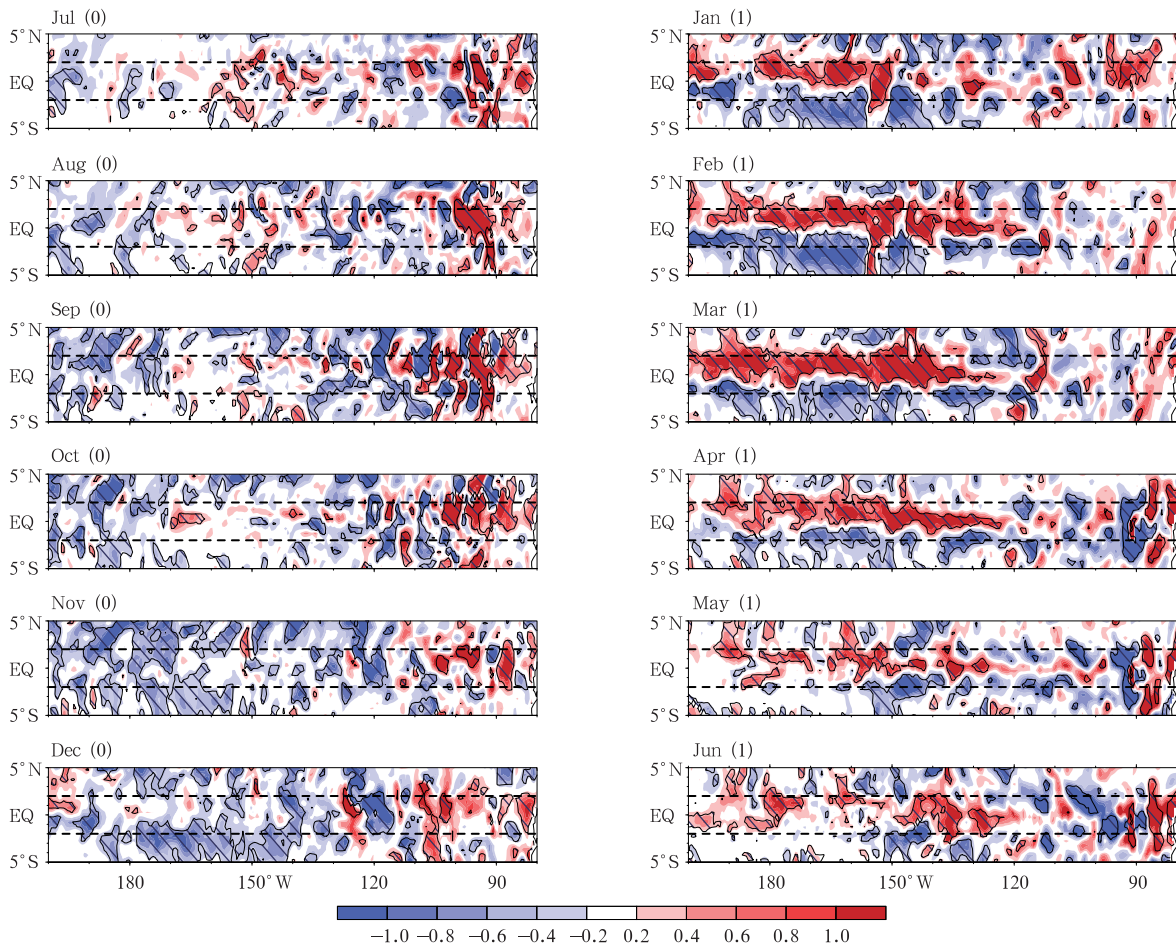 Jul (0)
5°N
EQ
5°S
Aug (0)
5°N
EQ
5°S
Sep (0)
5°N
EQ
5°S
Oct (0)
5°N
EQ
5°S
Nov (0)
5°N
EQ
5°S
Dec (0)
5°N
EQ
5°S
180 150°W 120 90
Jan (1)
5°N
EQ
5°S
Feb (1)
5°N
EQ
5°S
Mar (1)
5°N
EQ
5°S
Apr (1)
5°N
EQ
5°S
May (1)
5°N
EQ
5°S
Jun (1)
5°N
EQ
5°S
180 150°W 120 90
−1.0 −0.8 −0.6 −0.4 −0.2 0.2 0.4 0.6 0.8 1.0